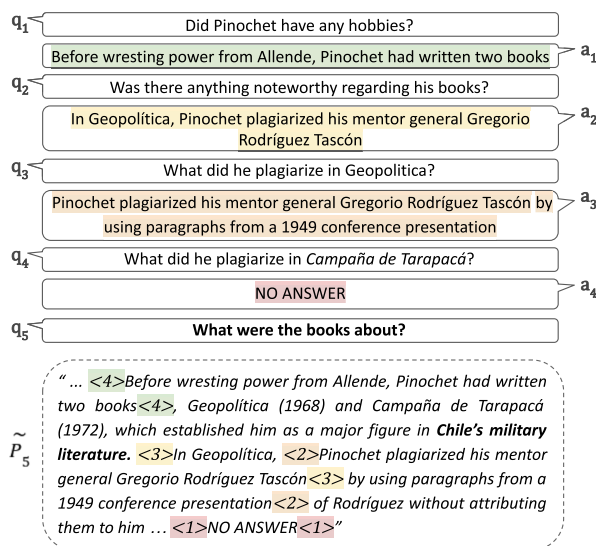 q1 Did Pinochet have any hobbies?
Before wresting power from Allende, Pinochet had written two books a1
q2 Was there anything noteworthy regarding his books?
In Geopolítica, Pinochet plagiarized his mentor general Gregorio
Rodríguez Tascón a2
q3 What did he plagiarize in Geopolitica?
Pinochet plagiarized his mentor general Gregorio Rodríguez Tascón by
using paragraphs from a 1949 conference presentation a3
q4 What did he plagiarize in Campaña de Tarapacá?
NO ANSWER a4
q5 What were the books about?
P̃5
“ ... <4>Before wresting power from Allende, Pinochet had written
two books<4>, Geopolítica (1968) and Campaña de Tarapacá
(1972), which established him as a major figure in Chile’s military
literature. <3>In Geopolítica, <2>Pinochet plagiarized his mentor
general Gregorio Rodríguez Tascón<3> by using paragraphs from a
1949 conference presentation<2> of Rodríguez without attributing
them to him … <1>NO ANSWER<1>”